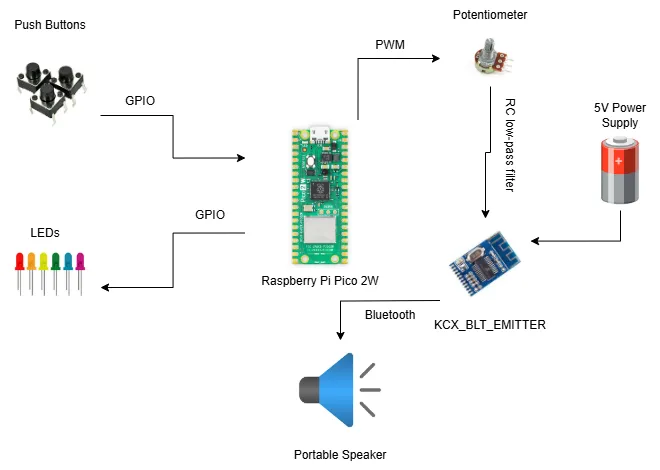 Push Buttons
Potentiometer
PWM
GPIO
5V Power
Supply
RC low-pass filter
GPIO
LEDs
Raspberry Pi Pico 2W
Bluetooth
KCX_BLT_EMITTER
Portable Speaker